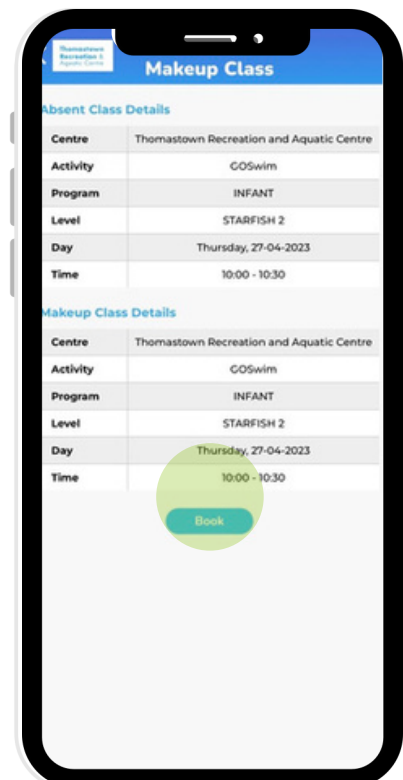 Thomastown
Recreation &
Aquatic Centre
Makeup Class
Absent Class Details
Centre Thomastown Recreation and Aquatic Centre
Activity GOSwim
Program INFANT
Level STARFISH 2
Day Thursday, 27-04-2023
Time 10:00 - 10:30
Makeup Class Details
Centre Thomastown Recreation and Aquatic Centre
Activity GOSwim
Program INFANT
Level STARFISH 2
Day Thursday, 27-04-2023
Time 10:00 - 10:30
Book